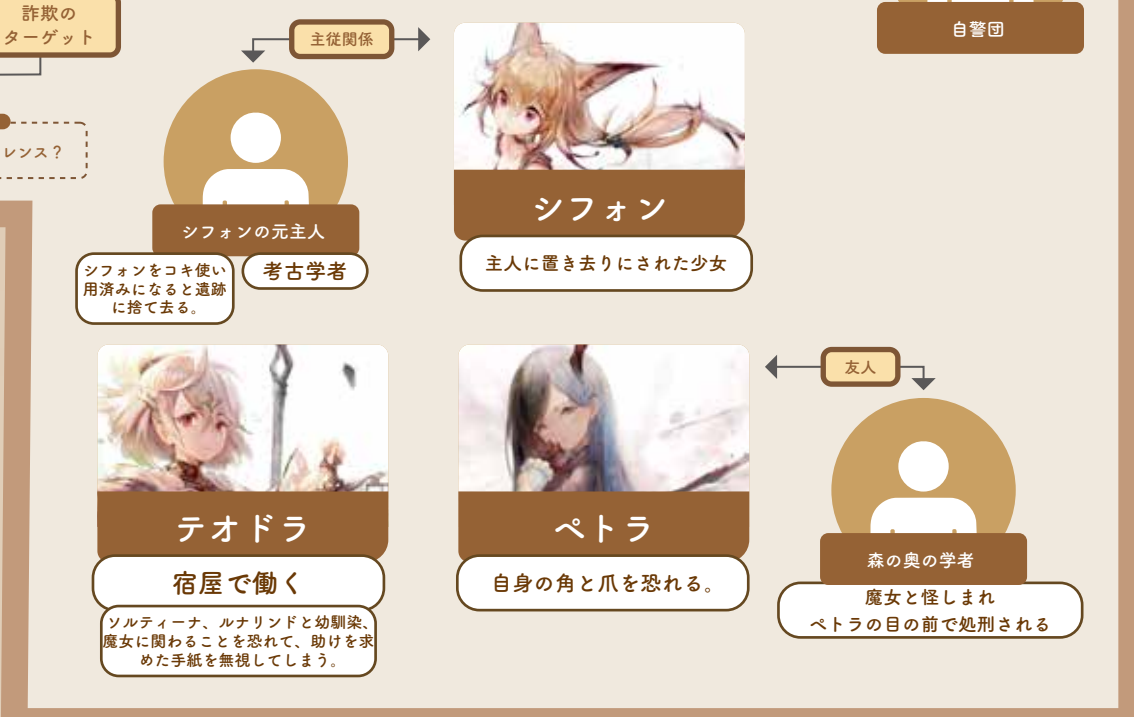 詐欺の
ターゲット
主従関係
自警団
レンス？
シフォンの元主人
シフォンをコキ使い
用済みになると遺跡
に捨て去る。
考古学者
シフォン
主人に置き去りにされた少女
テオドラ
宿屋で働く
ソルティーナ、ルナリンドと幼馴染、
魔女に関わることを恐れて、助けを求
めた手紙を無視してしまう。
ペトラ
自身の角と爪を恐れる。
友人
森の奥の学者
魔女と怪しまれ
ペトラの目の前で処刑される